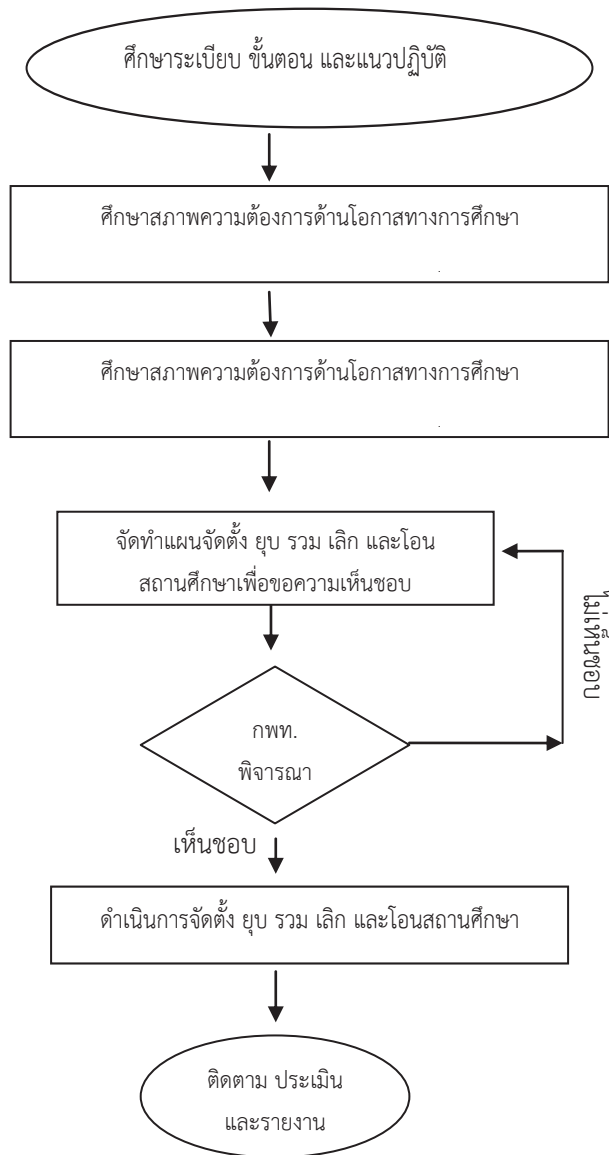 ศึกษาระเบียบ ขั้นตอน และแนวปฏิบัติ
ศึกษาสภาพความต้องการด้านโอกาสทางการศึกษา
ศึกษาสภาพความต้องการด้านโอกาสทางการศึกษา
จัดทำแผนจัดตั้ง ยุบ รวม เลิก และโอน
สถานศึกษาเพื่อขอความเห็นชอบ
ไม่เห็นชอบ
กพท.
พิจารณา
เห็นชอบ
ดำเนินการจัดตั้ง ยุบ รวม เลิก และโอนสถานศึกษา
ติดตาม ประเมิน
และรายงาน